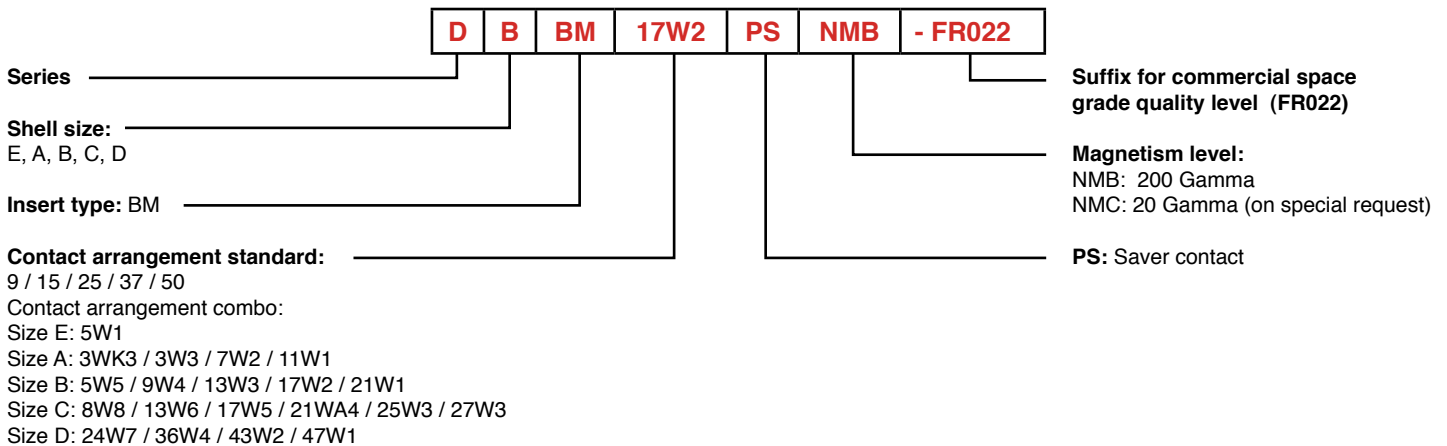 D B BM 17W2 PS NMB - FR022
Series
Shell size:
E, A, B, C, D
Insert type: BM
Contact arrangement standard:
9 / 15 / 25 / 37 / 50
Contact arrangement combo:
Size E: 5W1
Size A: 3WK3 / 3W3 / 7W2 / 11W1
Size B: 5W5 / 9W4 / 13W3 / 17W2 / 21W1
Size C: 8W8 / 13W6 / 17W5 / 21WA4 / 25W3 / 27W3
Size D: 24W7 / 36W4 / 43W2 / 47W1
Suffix for commercial space
grade quality level (FR022)
Magnetism level:
NMB: 200 Gamma
NMC: 20 Gamma (on special request)
PS: Saver contact